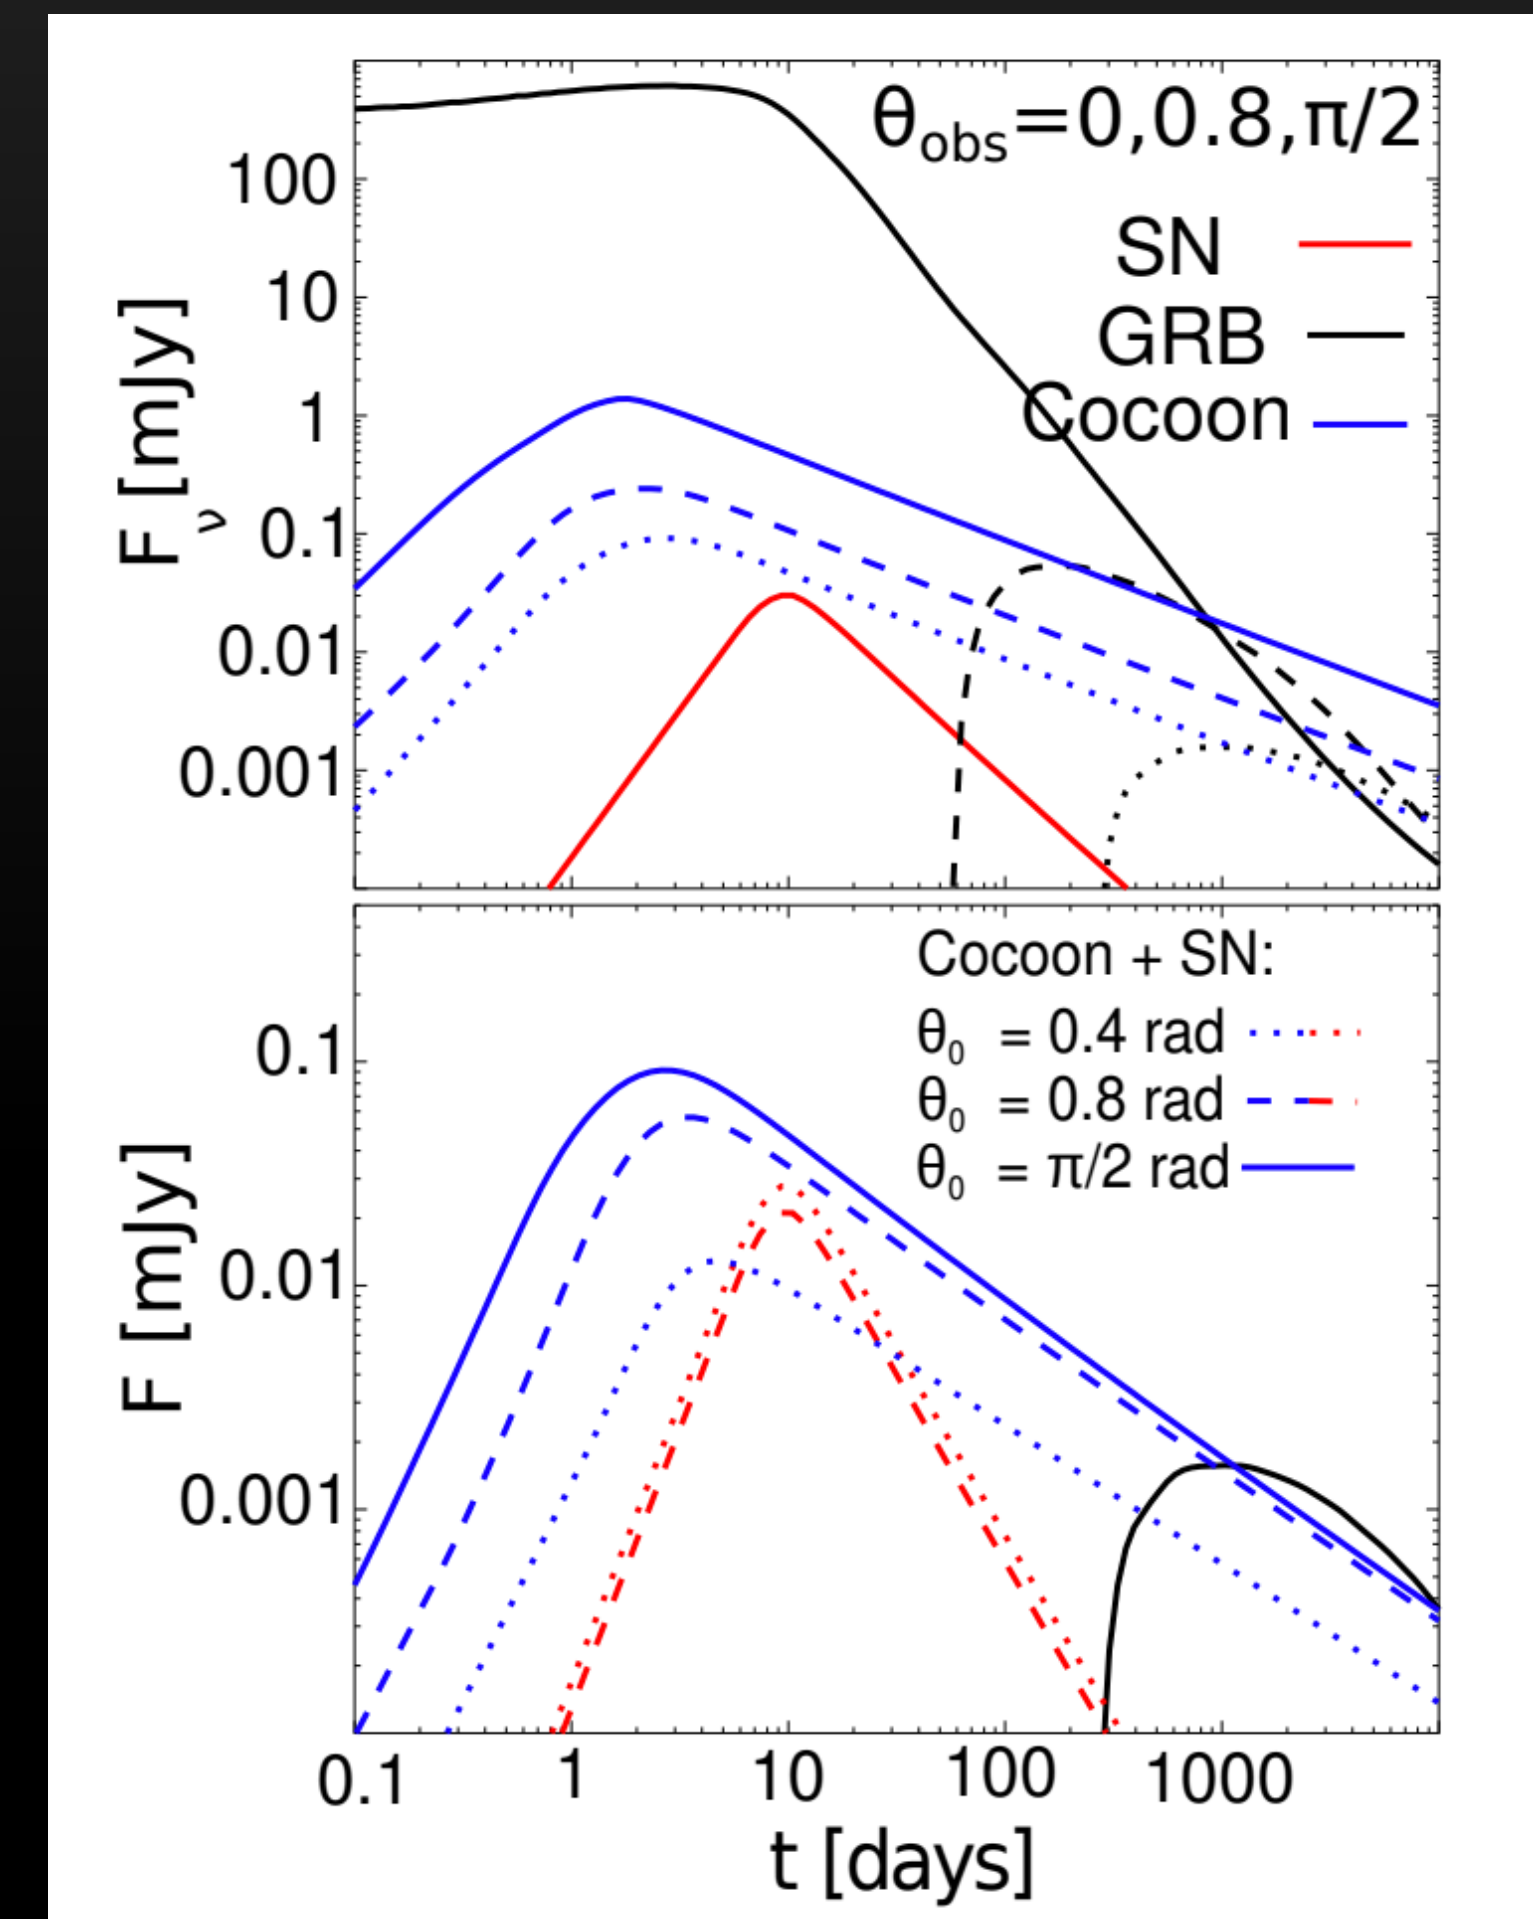 θobs=0,0.8,π/2
SN
GRB
Cocoon
100
10
1
0.1
0.01
0.001
Fν [mJy]
Cocoon + SN:
θ0 = 0.4 rad
θ0 = 0.8 rad
θ0 = π/2 rad
0.1
0.01
0.001
F [mJy]
0.1 1 10 100 1000
t [days]